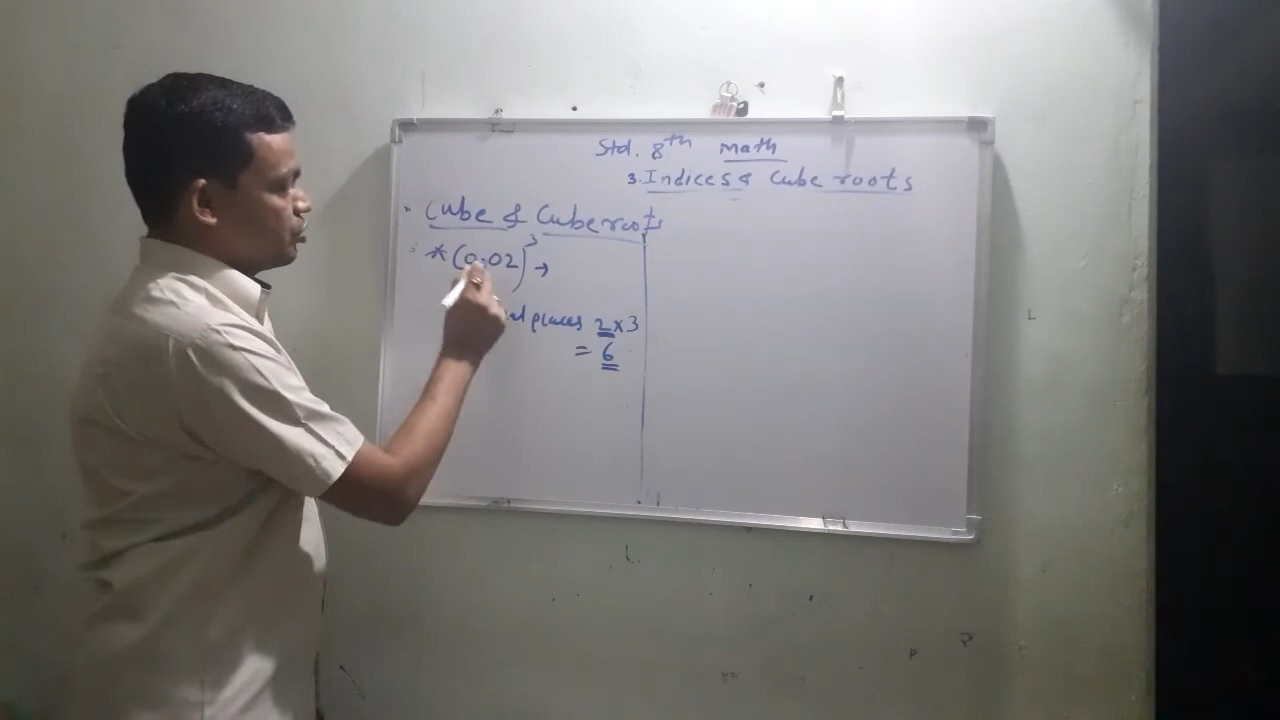 Std. 8th Math
3. Indices & Cube roots
Cube & Cube roots
* (0.02)³ →
places 2 x 3
= 6